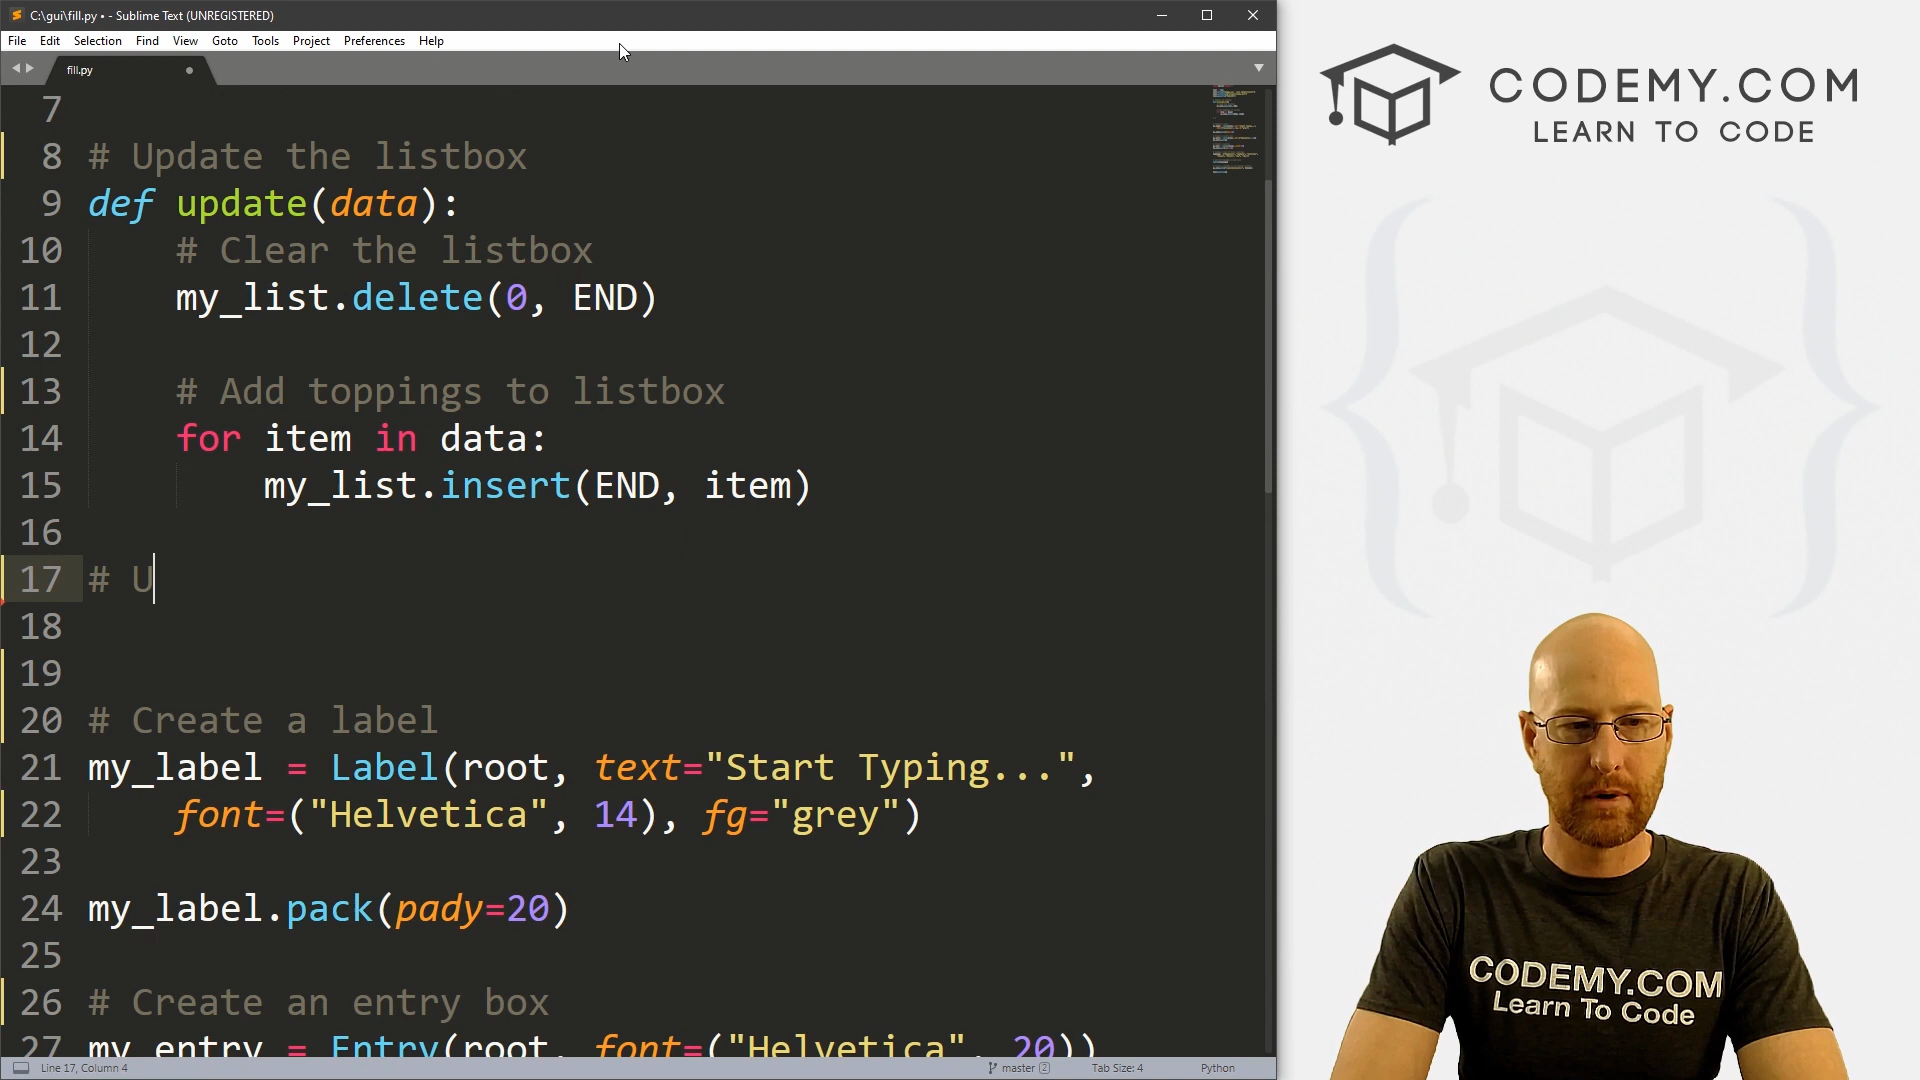 C:\gui\fill.py • - Sublime Text (UNREGISTERED)
File Edit Selection Find View Goto Tools Project Preferences Help
fill.py
7
8 # Update the listbox
9 def update(data):
10 # Clear the listbox
11 my_list.delete(0, END)
12
13 # Add toppings to listbox
14 for item in data:
15 my_list.insert(END, item)
16
17 # U
18
19
20 # Create a label
21 my_label = Label(root, text="Start Typing...",
22 font=("Helvetica", 14), fg="grey")
23
24 my_label.pack(pady=20)
25
26 # Create an entry box
27 my_entry = Entry(root, font=("Helvetica", 20))
Line 17, Column 4
master 2
Tab Size: 4
Python
CODEMY.COM
LEARN TO CODE
CODEMY.COM
Learn To Code